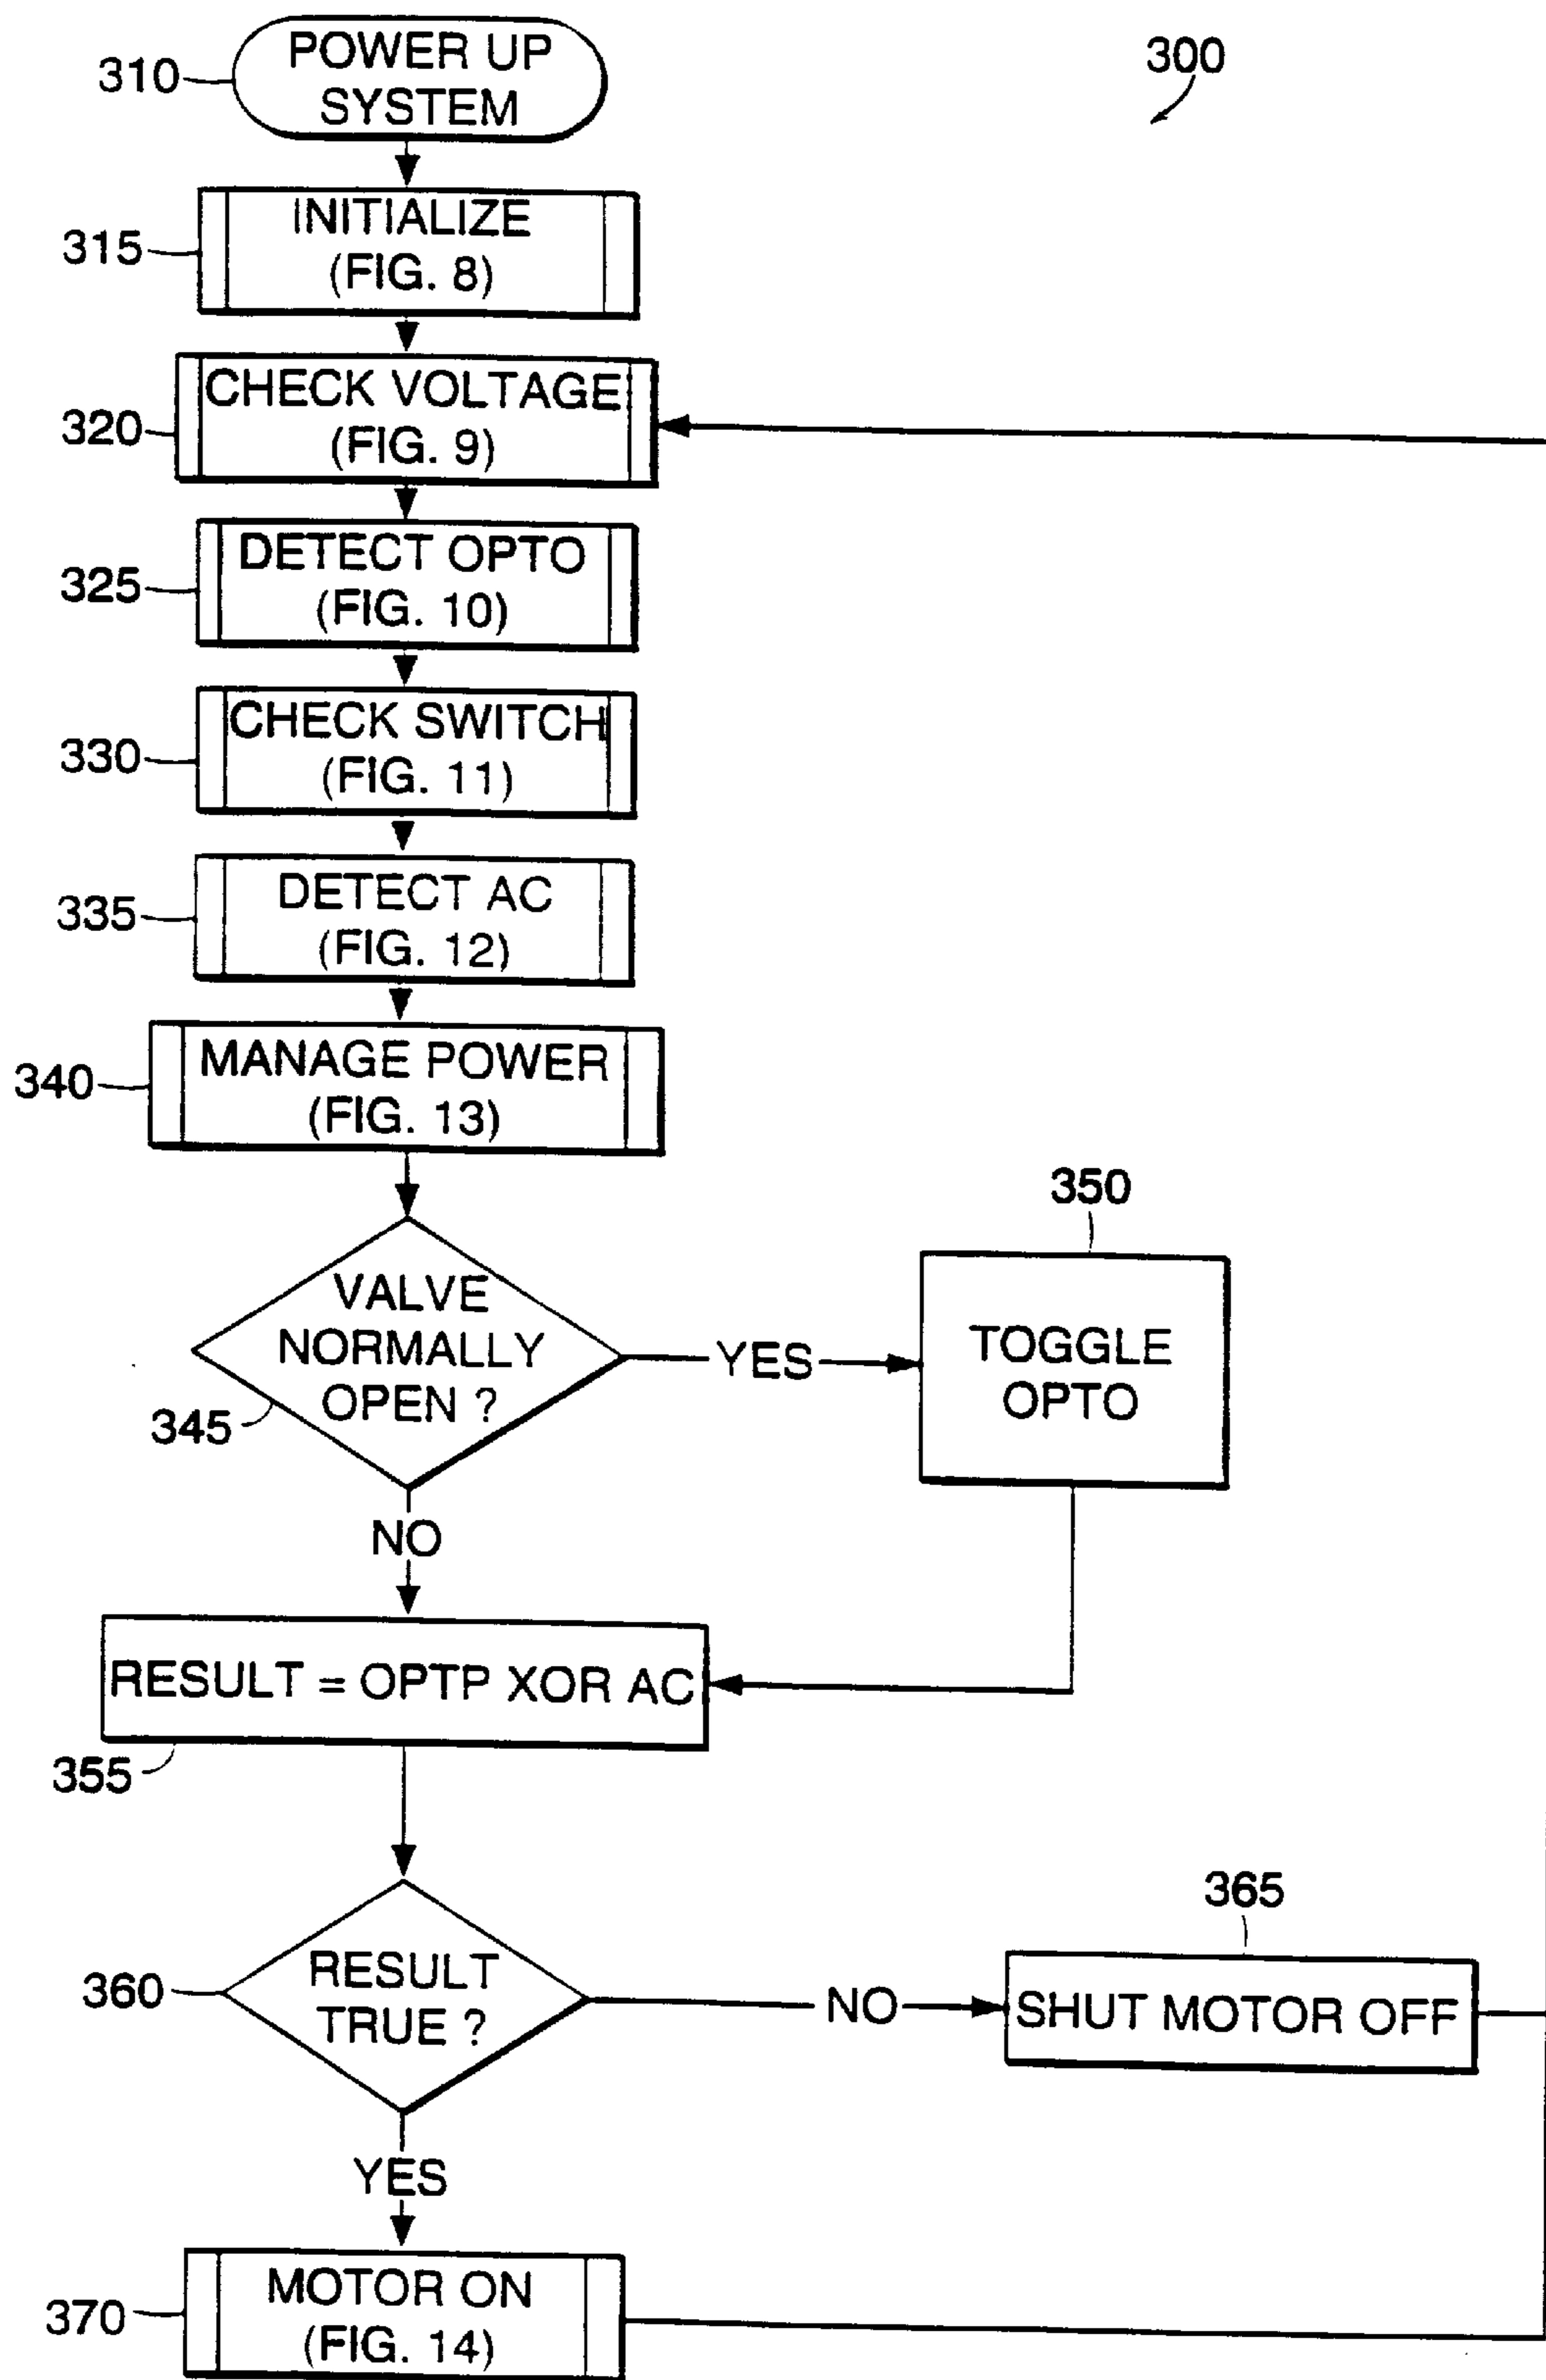 300
310
POWER UP
SYSTEM
315
INITIALIZE
(FIG. 8)
320
CHECK VOLTAGE
(FIG. 9)
325
DETECT OPTO
(FIG. 10)
330
CHECK SWITCH
(FIG. 11)
335
DETECT AC
(FIG. 12)
340
MANAGE POWER
(FIG. 13)
345
VALVE
NORMALLY
OPEN ?
YES
350
TOGGLE
OPTO
NO
355
RESULT = OPTP XOR AC
360
RESULT
TRUE ?
NO
365
SHUT MOTOR OFF
YES
370
MOTOR ON
(FIG. 14)